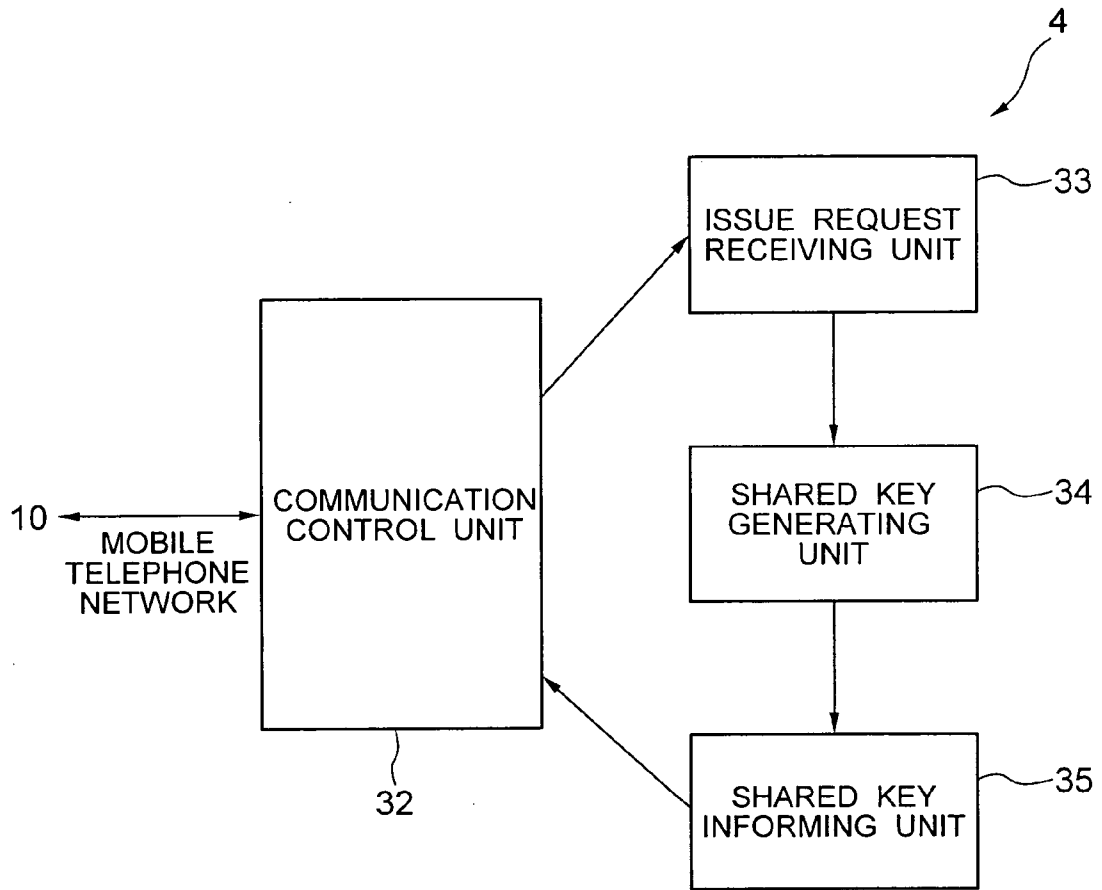 4
ISSUE REQUEST
RECEIVING UNIT
33
COMMUNICATION
CONTROL UNIT
32
10
MOBILE
TELEPHONE
NETWORK
SHARED KEY
GENERATING
UNIT
34
SHARED KEY
INFORMING UNIT
35